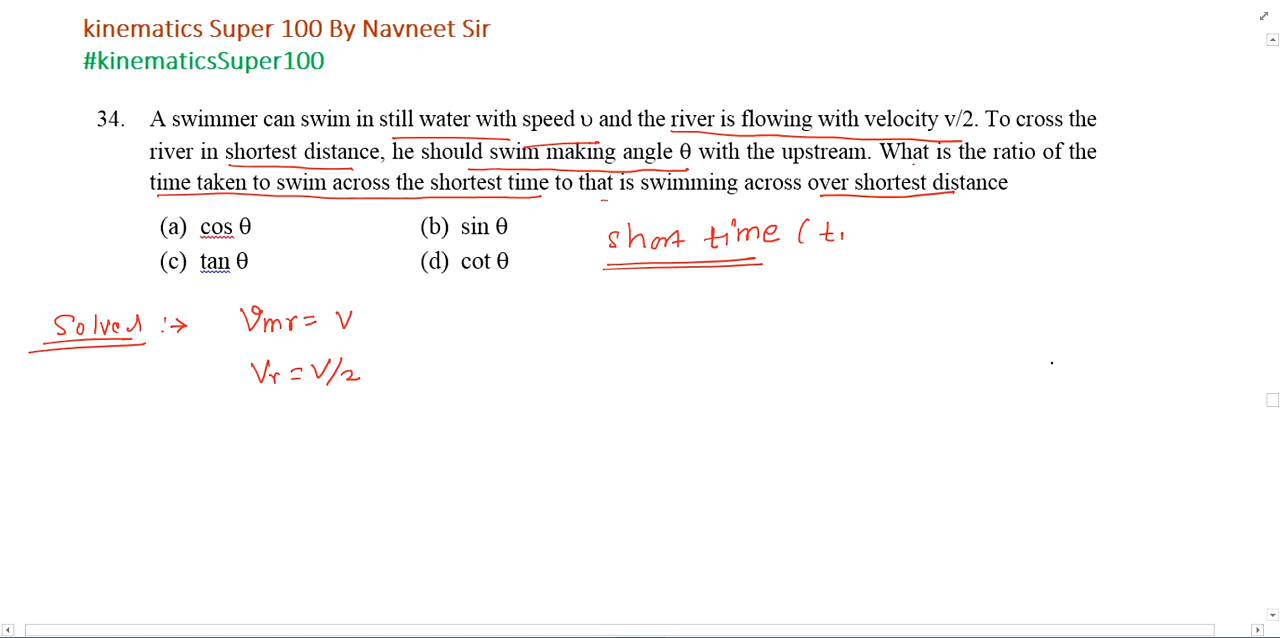 kinematics Super 100 By Navneet Sir
#kinematicsSuper100
34. A swimmer can swim in still water with speed υ and the river is flowing with velocity v/2. To cross the
river in shortest distance, he should swim making angle θ with the upstream. What is the ratio of the
time taken to swim across the shortest time to that is swimming across over shortest distance
(a) cos θ (b) sin θ
(c) tan θ (d) cot θ
short time (t₁
Solved :→ Vmr = V
Vr = V/2